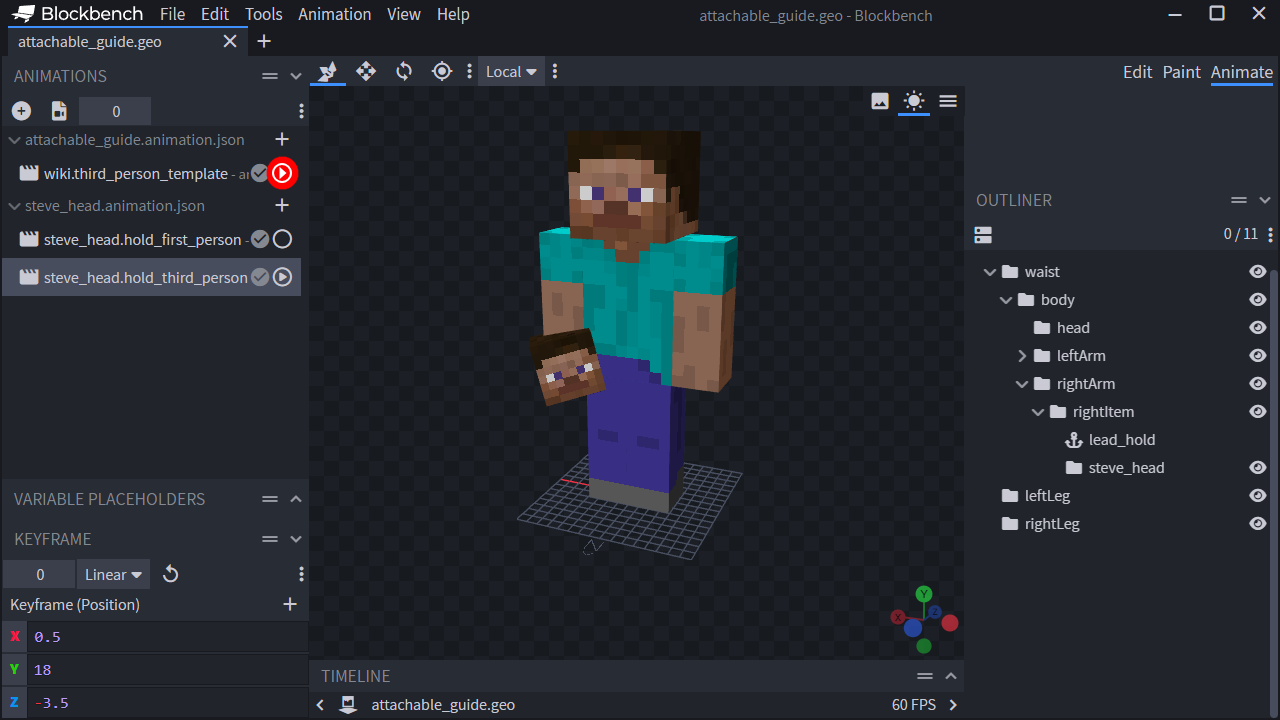 Blockbench File Edit Tools Animation View Help attachable_guide.geo - Blockbench
attachable_guide.geo
ANIMATIONS
0
attachable_guide.animation.json
wiki.third_person_template - an
steve_head.animation.json
steve_head.hold_first_person -
steve_head.hold_third_person
VARIABLE PLACEHOLDERS
KEYFRAME
0 Linear
Keyframe (Position)
X 0.5
Y 18
Z -3.5
Local
Edit Paint Animate
Y
X
Z
TIMELINE
attachable_guide.geo 60 FPS
OUTLINER
0 / 11
waist
body
head
leftArm
rightArm
rightItem
lead_hold
steve_head
leftLeg
rightLeg